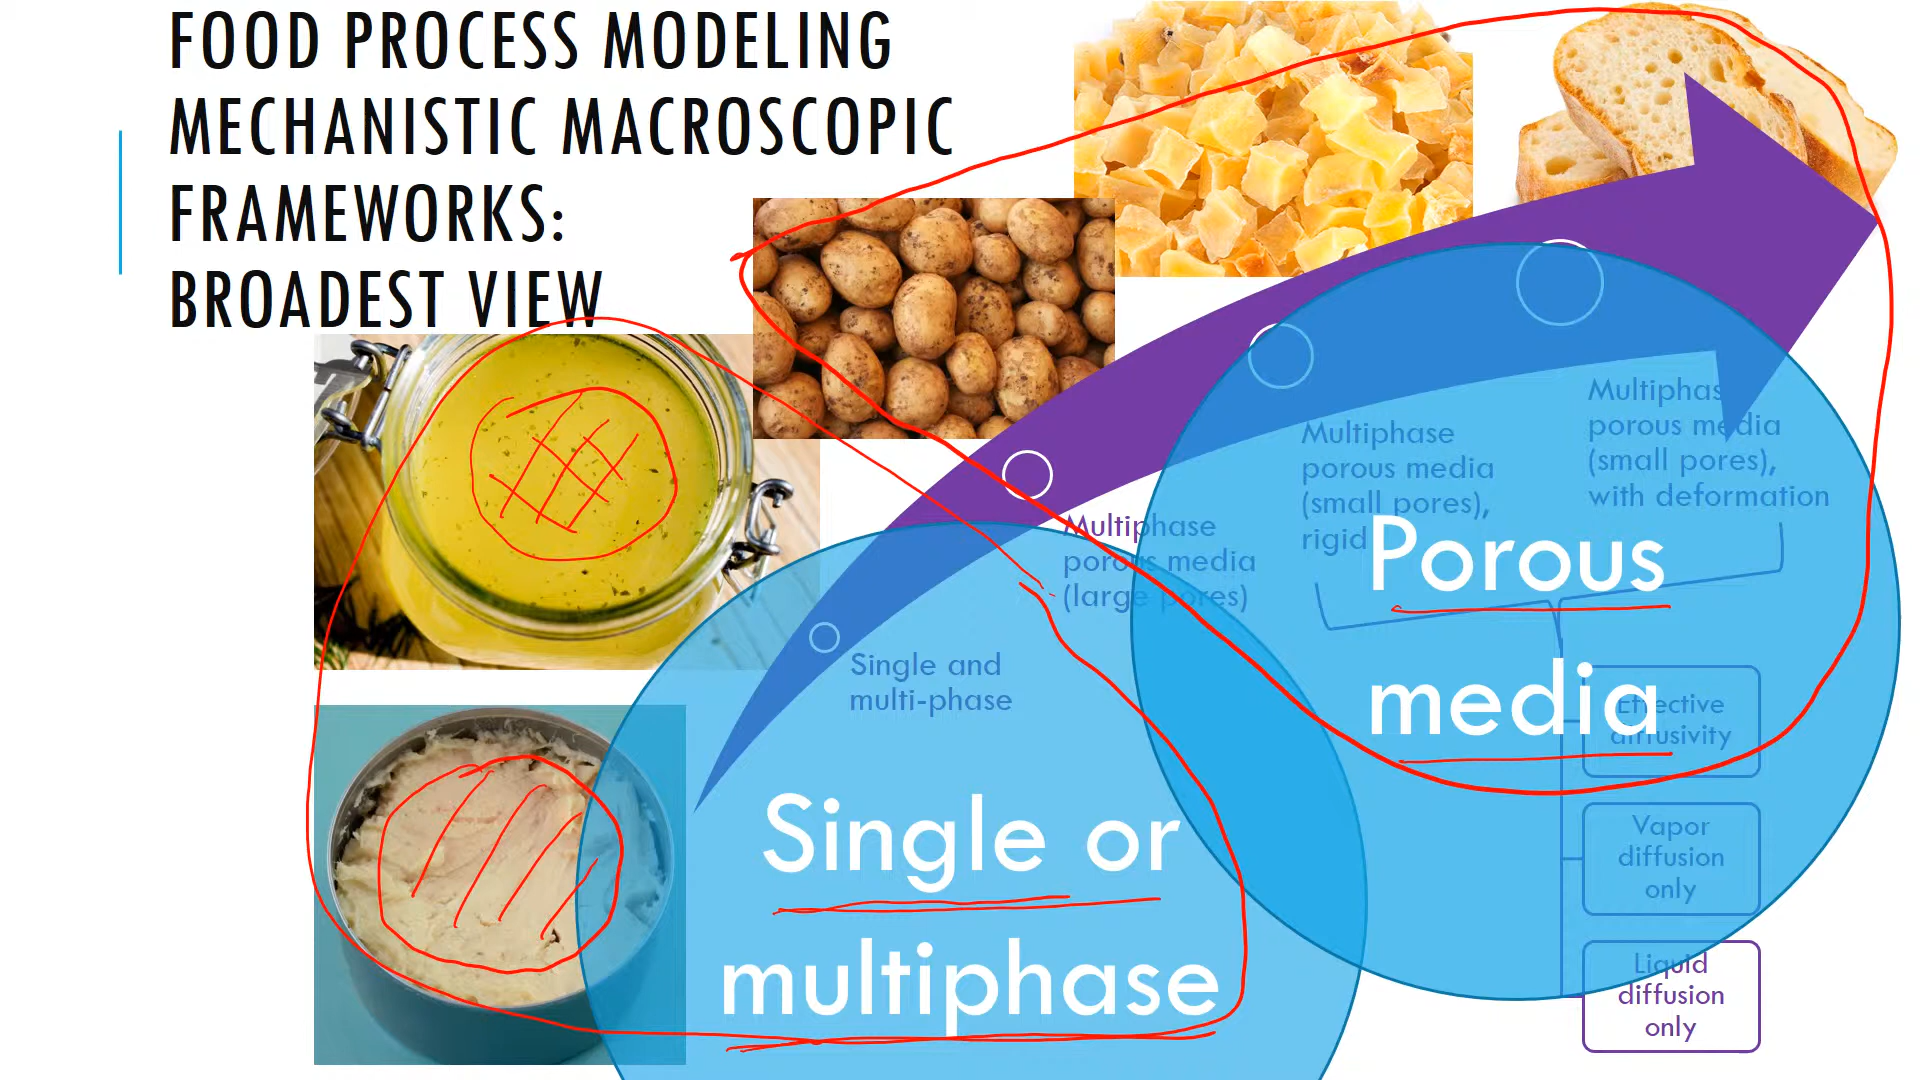 FOOD PROCESS MODELING
MECHANISTIC MACROSCOPIC
FRAMEWORKS:
BROADEST VIEW
Single and
multi-phase
Multiphase
porous media
(large pores)
Multiphase
porous media
(small pores),
rigid
Multiphase
porous media
(small pores),
with deformation
Porous
media
Single or
multiphase
Effective
diffusivity
Vapor
diffusion
only
Liquid
diffusion
only